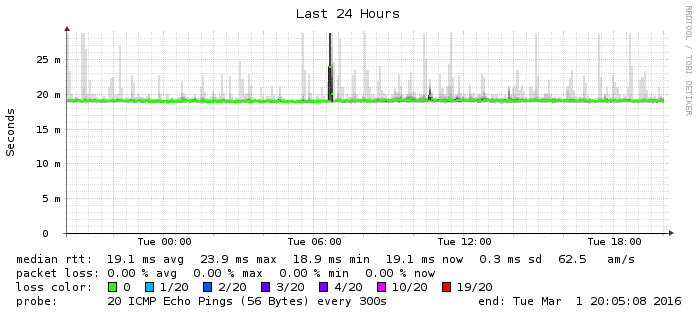 Last 24 Hours
RRDTOOL / TOBI OETIKER
Seconds
25 m
20 m
15 m
10 m
5 m
0
Tue 00:00 Tue 06:00 Tue 12:00 Tue 18:00
median rtt: 19.1 ms avg 23.9 ms max 18.9 ms min 19.1 ms now 0.3 ms sd 62.5 am/s
packet loss: 0.00 % avg 0.00 % max 0.00 % min 0.00 % now
loss color: 0 1/20 2/20 3/20 4/20 10/20 19/20
probe: 20 ICMP Echo Pings (56 Bytes) every 300s end: Tue Mar 1 20:05:08 2016